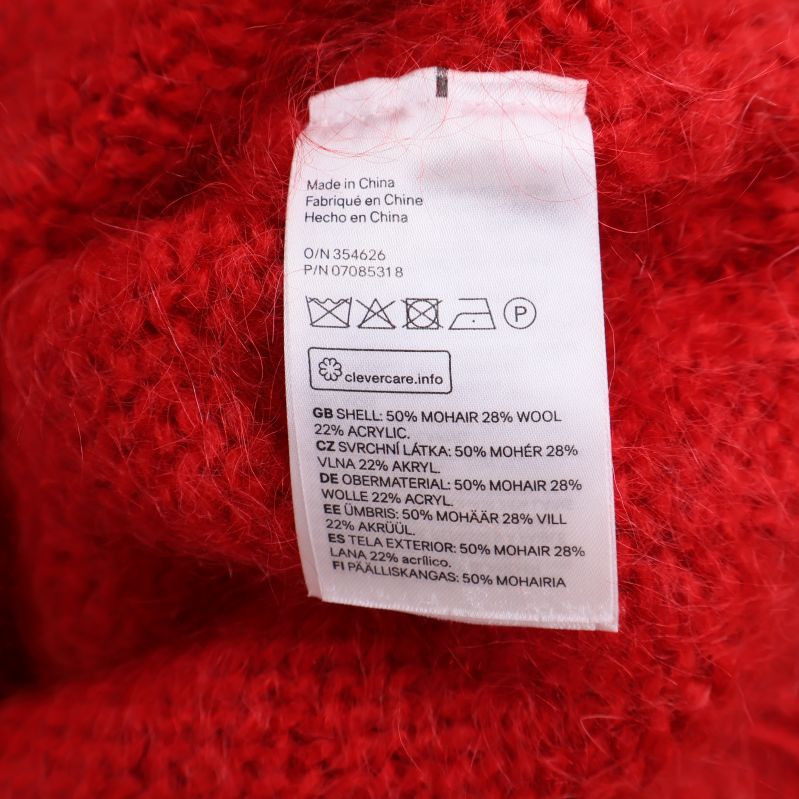 Made in China
Fabriqué en Chine
Hecho en China
O/N 354626
P/N 0708531 8
P
clevercare.info
GB SHELL: 50% MOHAIR 28% WOOL
22% ACRYLIC.
CZ SVRCHNÍ LÁTKA: 50% MOHÉR 28%
VLNA 22% AKRYL.
DE OBERMATERIAL: 50% MOHAIR 28%
WOLLE 22% ACRYL.
EE ÜMBRIS: 50% MOHÄÄR 28% VILL
22% AKRÜÜL.
ES TELA EXTERIOR: 50% MOHAIR 28%
LANA 22% acrílico.
FI PÄÄLLISKANGAS: 50% MOHAIRIA